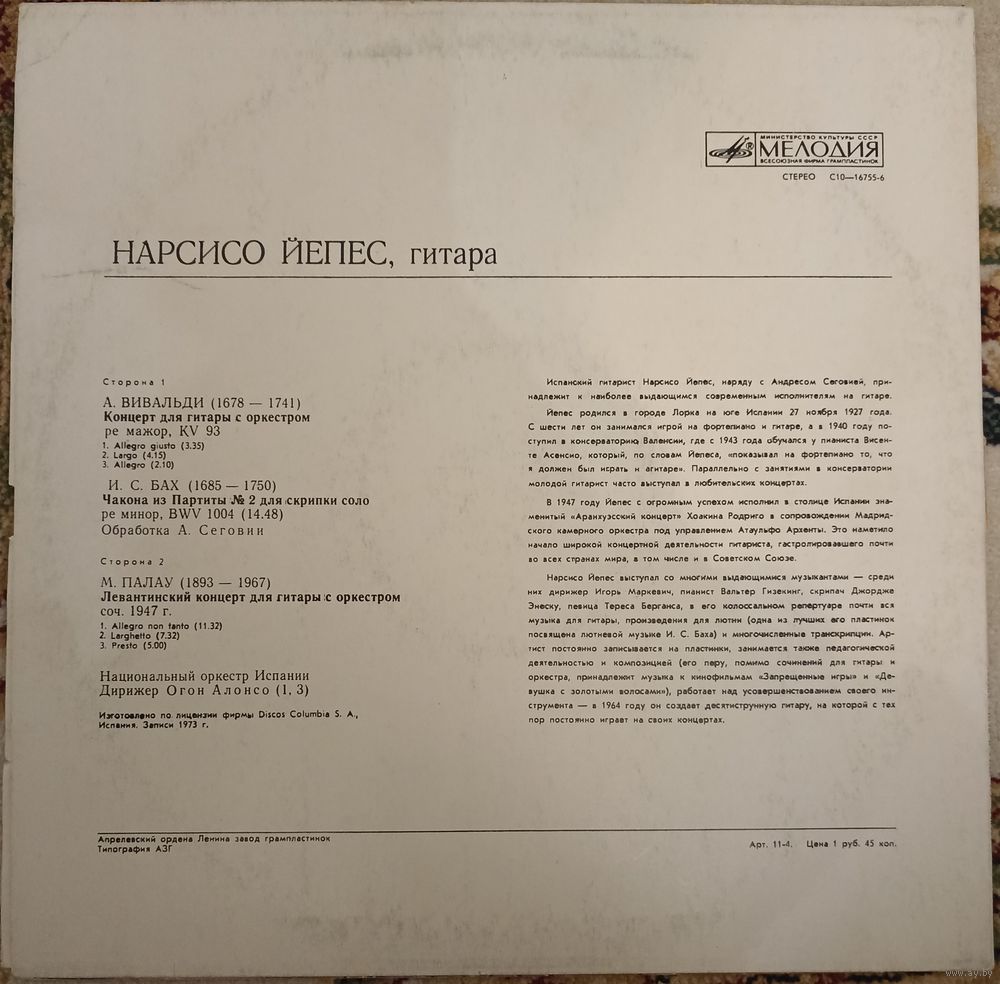 МИНИСТЕРСТВО КУЛЬТУРЫ СССР
МЕЛОДИЯ
ВСЕСОЮЗНАЯ ФИРМА ГРАМПЛАСТИНОК
СТЕРЕО С10—16755-6
НАРСИСО ЙЕПЕС, гитара
Сторона 1
А. ВИВАЛЬДИ (1678 — 1741)
Концерт для гитары с оркестром
ре мажор, KV 93
1. Allegro giusto (3.35)
2. Largo (4.15)
3. Allegro (2.10)
И. С. БАХ (1685 — 1750)
Чакона из Партиты № 2 для скрипки соло
ре минор, BWV 1004 (14.48)
Обработка А. Сеговии
Сторона 2
М. ПАЛАУ (1893 — 1967)
Левантинский концерт для гитары с оркестром
соч. 1947 г.
1. Allegro non tanto (11.32)
2. Larghetto (7.32)
3. Presto (5.00)
Национальный оркестр Испании
Дирижер Огон Алонсо (1, 3)
Изготовлено по лицензии фирмы Discos Columbia S. A.,
Испания. Записи 1973 г.
Испанский гитарист Нарсисо Йепес, наряду с Андресом Сеговией, при-
надлежит к наиболее выдающимся современным исполнителям на гитаре.
Йепес родился в городе Лорка на юге Испании 27 ноября 1927 года.
С шести лет он занимался игрой на фортепиано и гитаре, а в 1940 году по-
ступил в консерваторию Валенсии, где с 1943 года обучался у пианиста Висен-
те Асенсио, который, по словам Йепеса, «показывал на фортепиано то, что
я должен был исрать н агитаре». Параллельно с занятиями в консерватории
молодой гитарист часто выступал в любительских концертах.
В 1947 году Йепес с огромным успехом исполнил в столице Испании зна-
менитый «Аранхуэсский концерт» Хоакина Родриго в сопровождении Мадрид-
ского камерного оркестра под управлением Атаульфо Архенты. Это наметило
начало широкой концертной деятельности гитариста, гастролировавшего почти
во всех странах мира, в том числе и в Советском Союзе.
Нарсисо Йепес выступал со многими выдающимися музыкантами — среди
них дирижер Игорь Маркевич, пианист Вальтер Гизекинг, скрипач Джордже
Энеску, певица Тереса Берганса, в его колоссальном репертуаре почти вся
музыка для гитары, произведения для лютни (одна из лучших его пластинок
посвящена лютневой музыке И. С. Баха) и многочисленные транскрипции. Ар-
тист постоянно записывается на пластинки, занимается также педагогической
деятельностью и композицией (его перу, помимо сочинений для гитары и
оркестра, принадлежит музыка к кинофильмам «Запрещенные игры» и «Де-
вушка с золотыми волосами»), работает над усовершенствованием своего ин-
струмента — в 1964 году он создает десятиструнную гитару, на которой с тех
пор постоянно играет на своих концертах.
Апрелевский ордена Ленина завод грампластинок
Типография АЗГ
Арт. 11-4. Цена 1 руб. 45 коп.
www.ay.by